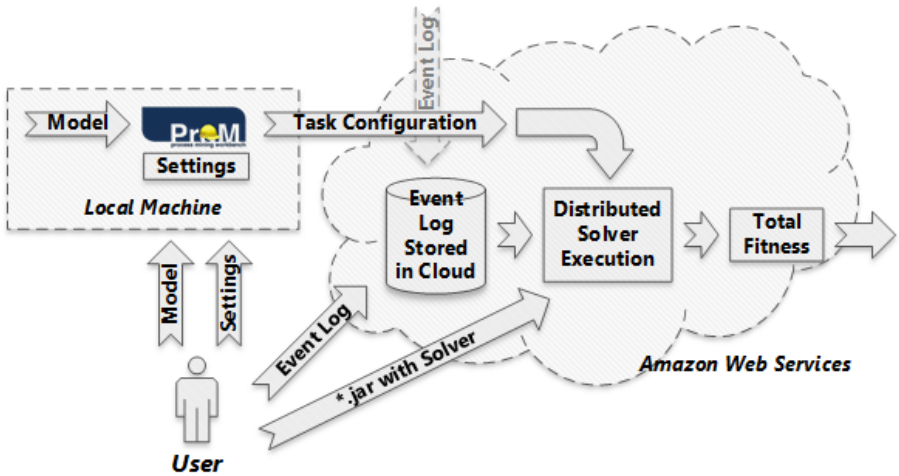 Event Log
Model
ProM
process mining workbench
Settings
Task Configuration
Local Machine
Event
Log
Stored
in Cloud
Distributed
Solver
Execution
Total
Fitness
Model
Settings
Event Log
*.jar with Solver
Amazon Web Services
User